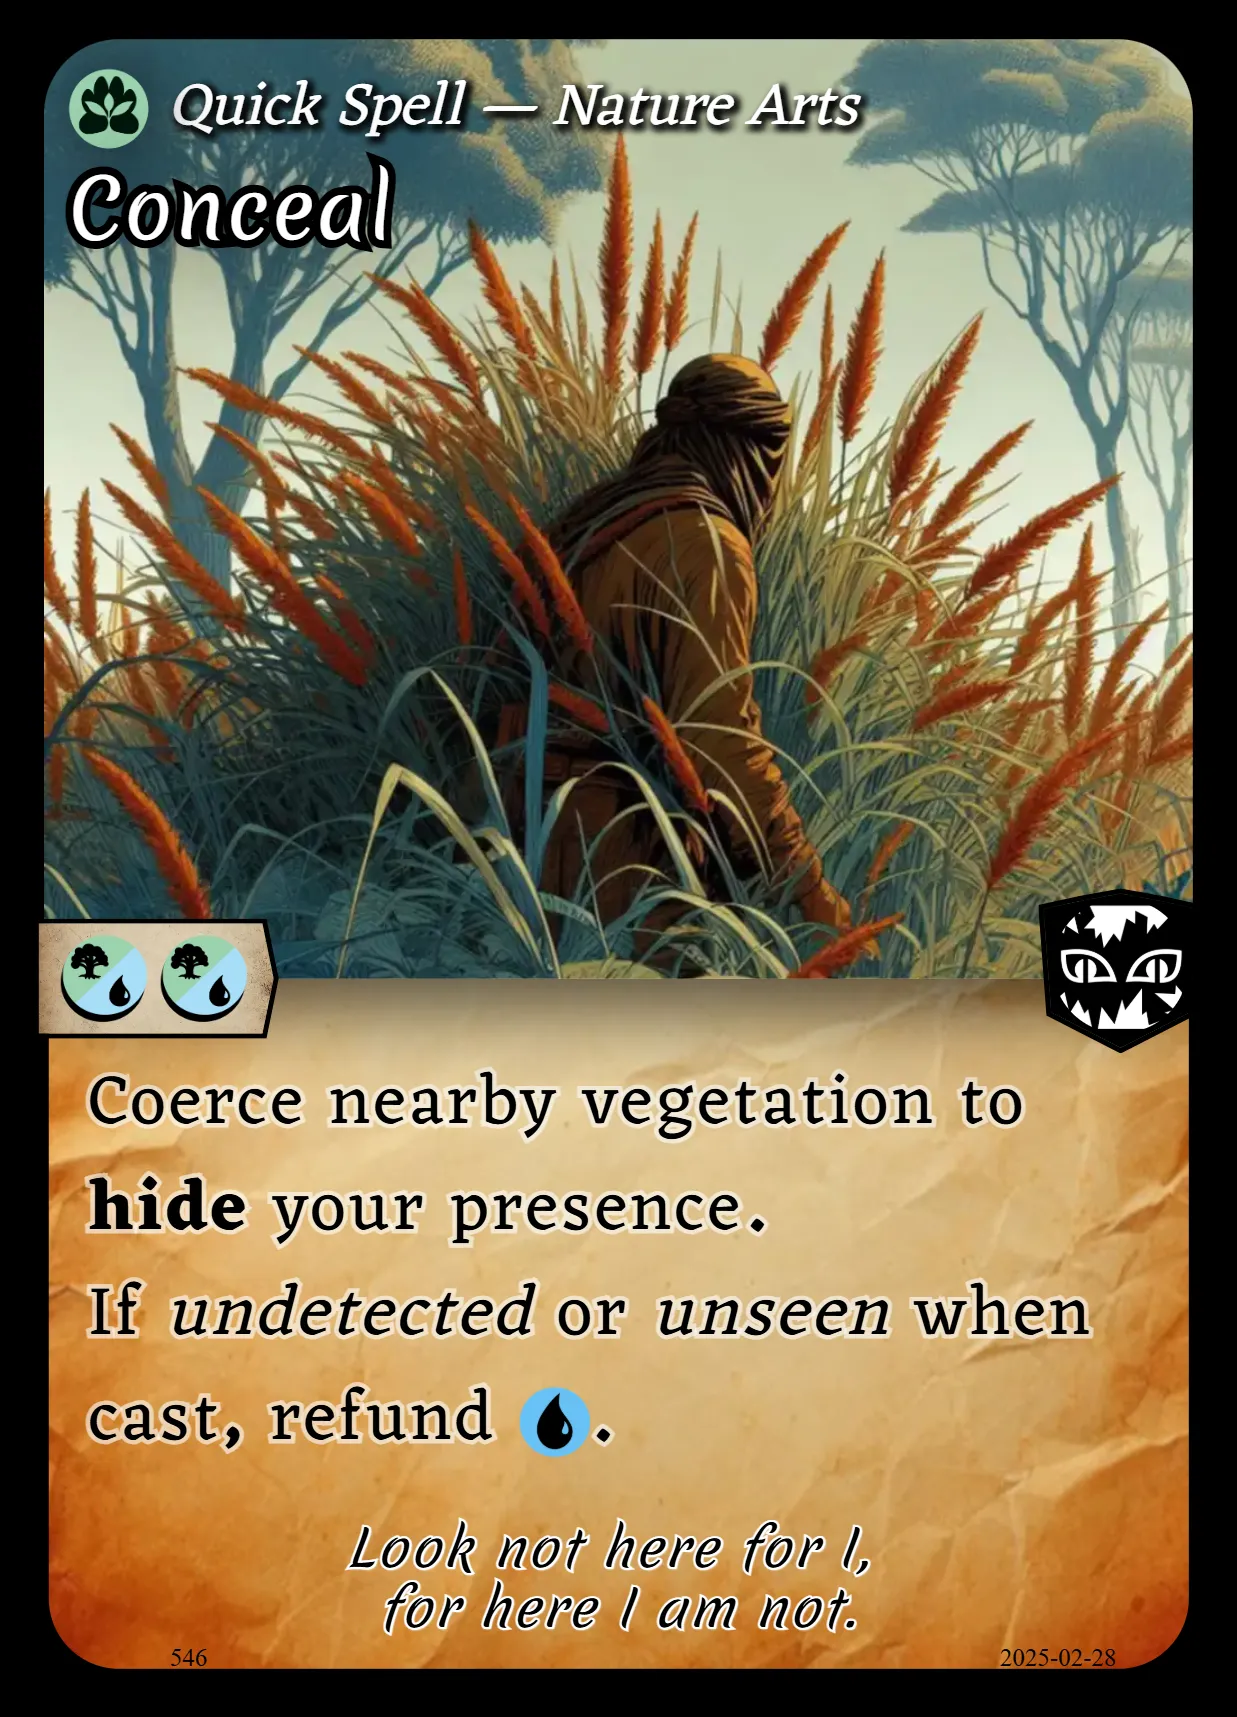 Quick Spell — Nature Arts
Conceal
Coerce nearby vegetation to
hide your presence.
If undetected or unseen when
cast, refund .
Look not here for I,
for here I am not.
546
2025-02-28